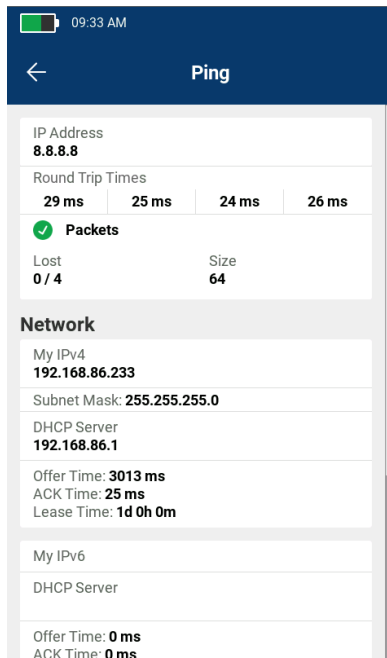 09:33 AM
Ping
IP Address
8.8.8.8
Round Trip Times
29 ms 25 ms 24 ms 26 ms
Packets
Lost Size
0 / 4 64
Network
My IPv4
192.168.86.233
Subnet Mask: 255.255.255.0
DHCP Server
192.168.86.1
Offer Time: 3013 ms
ACK Time: 25 ms
Lease Time: 1d 0h 0m
My IPv6
DHCP Server
Offer Time: 0 ms
ACK Time: 0 ms